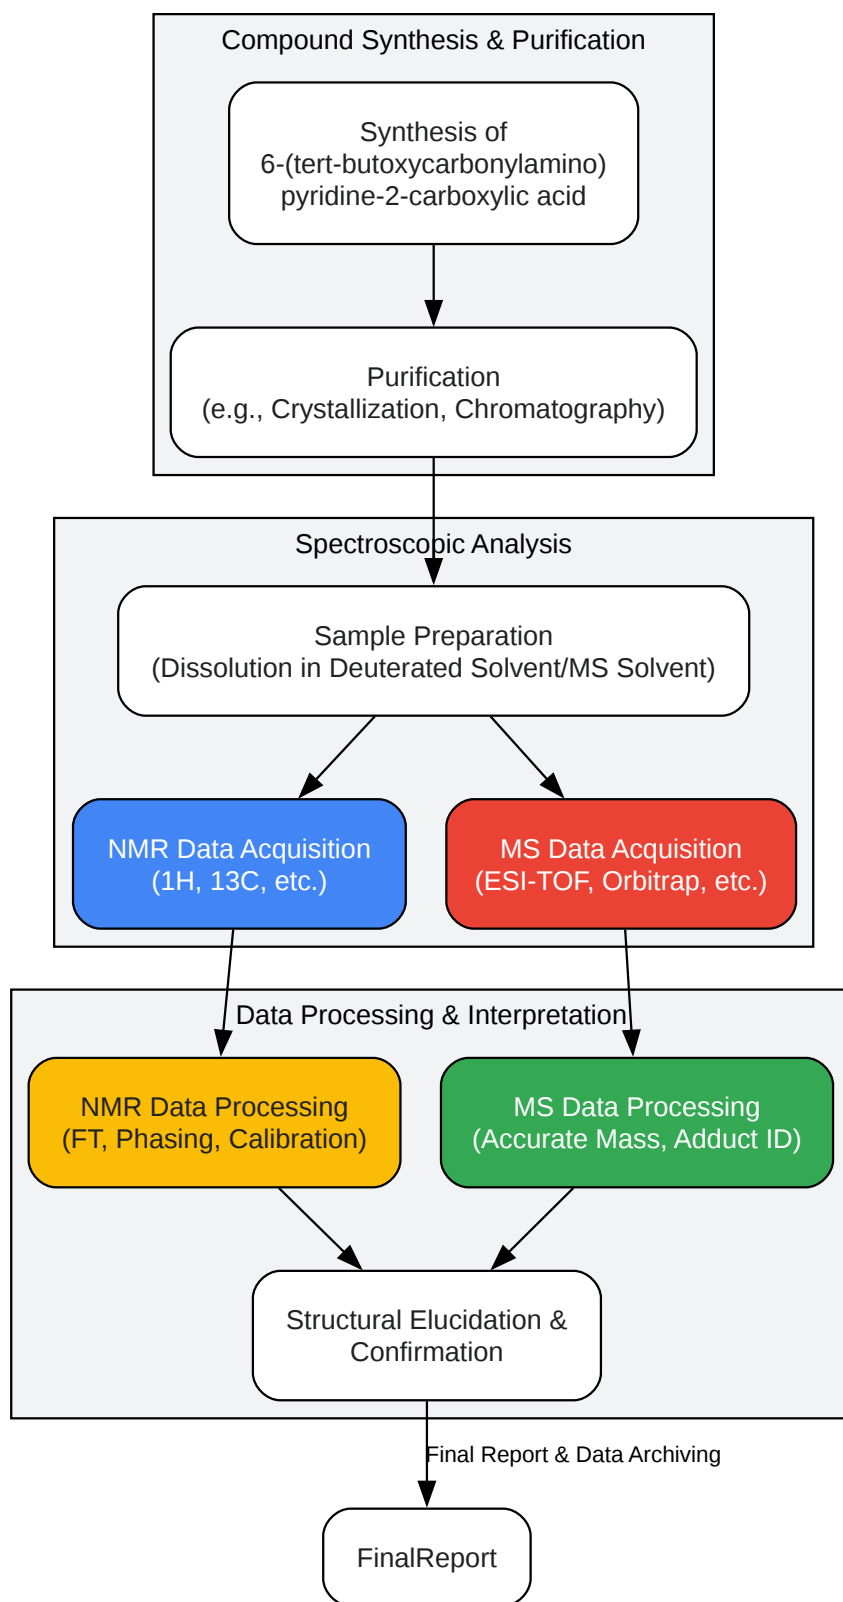 Compound Synthesis & Purification
Synthesis of
6-(tert-butoxycarbonylamino)
pyridine-2-carboxylic acid
Purification
(e.g., Crystallization, Chromatography)
Spectroscopic Analysis
Sample Preparation
(Dissolution in Deuterated Solvent/MS Solvent)
NMR Data Acquisition
(1H, 13C, etc.)
MS Data Acquisition
(ESI-TOF, Orbitrap, etc.)
Data Processing & Interpretation
NMR Data Processing
(FT, Phasing, Calibration)
MS Data Processing
(Accurate Mass, Adduct ID)
Structural Elucidation &
Confirmation
Final Report & Data Archiving
FinalReport